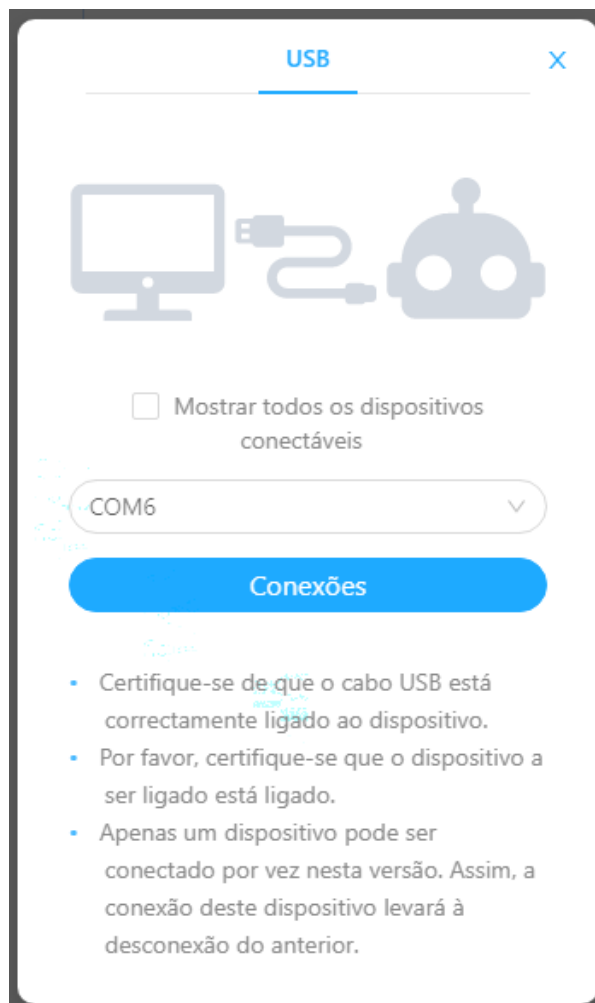 USB
X
Mostrar todos os dispositivos
conectáveis
COM6
Conexões
Certifique-se de que o cabo USB está
correctamente ligado ao dispositivo.
Por favor, certifique-se que o dispositivo a
ser ligado está ligado.
Apenas um dispositivo pode ser
conectado por vez nesta versão. Assim, a
conexão deste dispositivo levará à
desconexão do anterior.